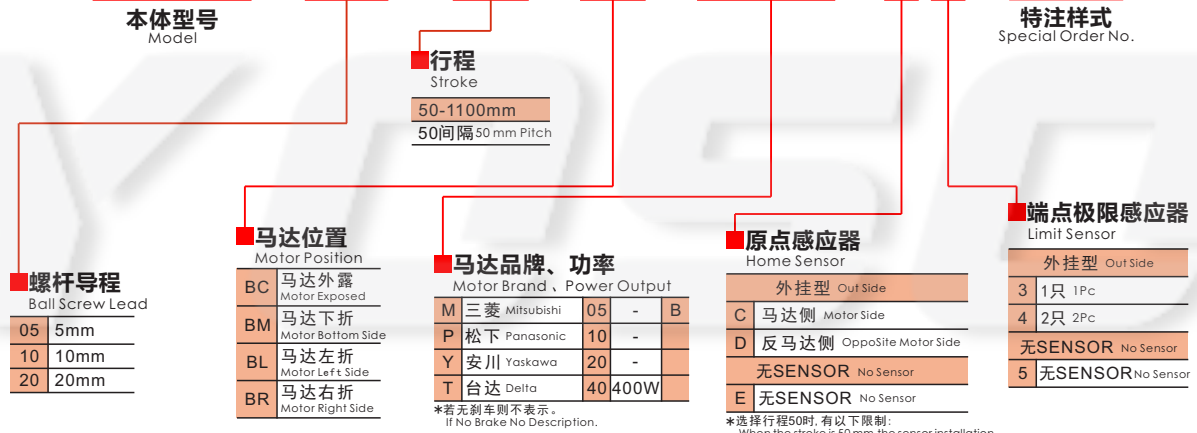 本体型号
Model
特注样式
Special Order No.
行程
Stroke
50-1100mm
50间隔 50 mm Pitch
螺杆导程
Ball Screw Lead
05 5mm
10 10mm
20 20mm
马达位置
Motor Position
BC 马达外露
Motor Exposed
BM 马达下折
Motor Bottom Side
BL 马达左折
Motor Left Side
BR 马达右折
Motor Right Side
马达品牌、功率
Motor Brand 、Power Output
M 三菱 Mitsubishi 05 - B
P 松下 Panasonic 10 -
Y 安川 Yaskawa 20 -
T 台达 Delta 40 400W
*若无刹车则不表示。
If No Brake No Description.
原点感应器
Home Sensor
外挂型 Out Side
C 马达侧 Motor Side
D 反马达侧 OppoSite Motor Side
无SENSOR No Sensor
E 无SENSOR No Sensor
*选择行程50时,有以下限制:
When the stroke is 50 mm, the sensor installation
端点极限感应器
Limit Sensor
外挂型 Out Side
3 1只 1Pc
4 2只 2Pc
无SENSOR No Sensor
5 无SENSOR No Sensor